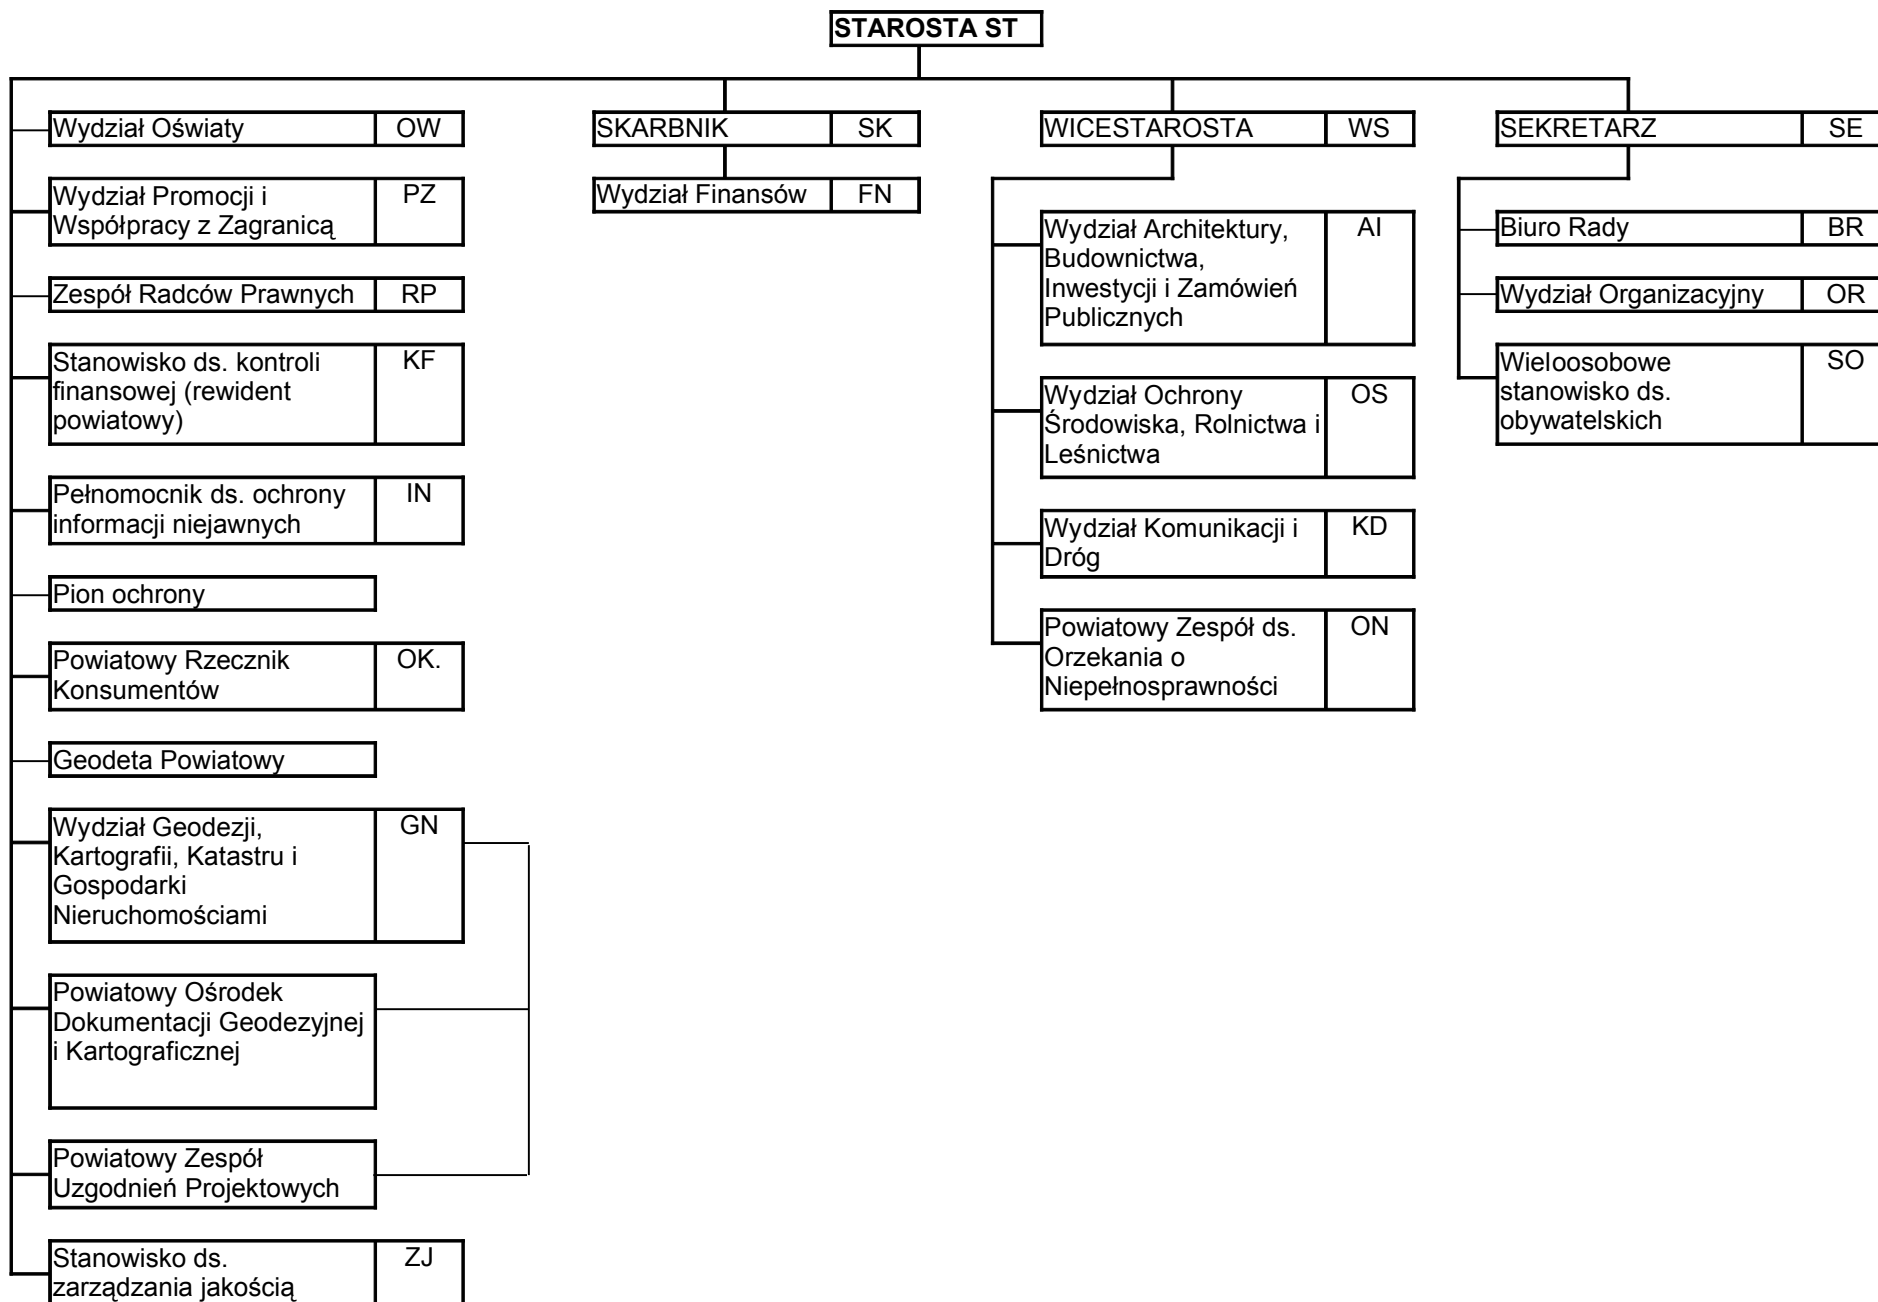 STAROSTA ST
Wydział Oświaty OW
Wydział Promocji i PZ
Współpracy z Zagranicą
Zespół Radców Prawnych RP
Stanowisko ds. kontroli KF
finansowej (rewident
powiatowy)
Pełnomocnik ds. ochrony IN
informacji niejawnych
Pion ochrony
Powiatowy Rzecznik OK.
Konsumentów
Geodeta Powiatowy
Wydział Geodezji, GN
Kartografii, Katastru i
Gospodarki
Nieruchomościami
Powiatowy Ośrodek
Dokumentacji Geodezyjnej
i Kartograficznej
Powiatowy Zespół
Uzgodnień Projektowych
Stanowisko ds. ZJ
zarządzania jakością
SKARBNIK SK
Wydział Finansów FN
WICESTAROSTA WS
Wydział Architektury, AI
Budownictwa,
Inwestycji i Zamówień
Publicznych
Wydział Ochrony OS
Środowiska, Rolnictwa i
Leśnictwa
Wydział Komunikacji i KD
Dróg
Powiatowy Zespół ds. ON
Orzekania o
Niepełnosprawności
SEKRETARZ SE
Biuro Rady BR
Wydział Organizacyjny OR
Wieloosobowe SO
stanowisko ds.
obywatelskich